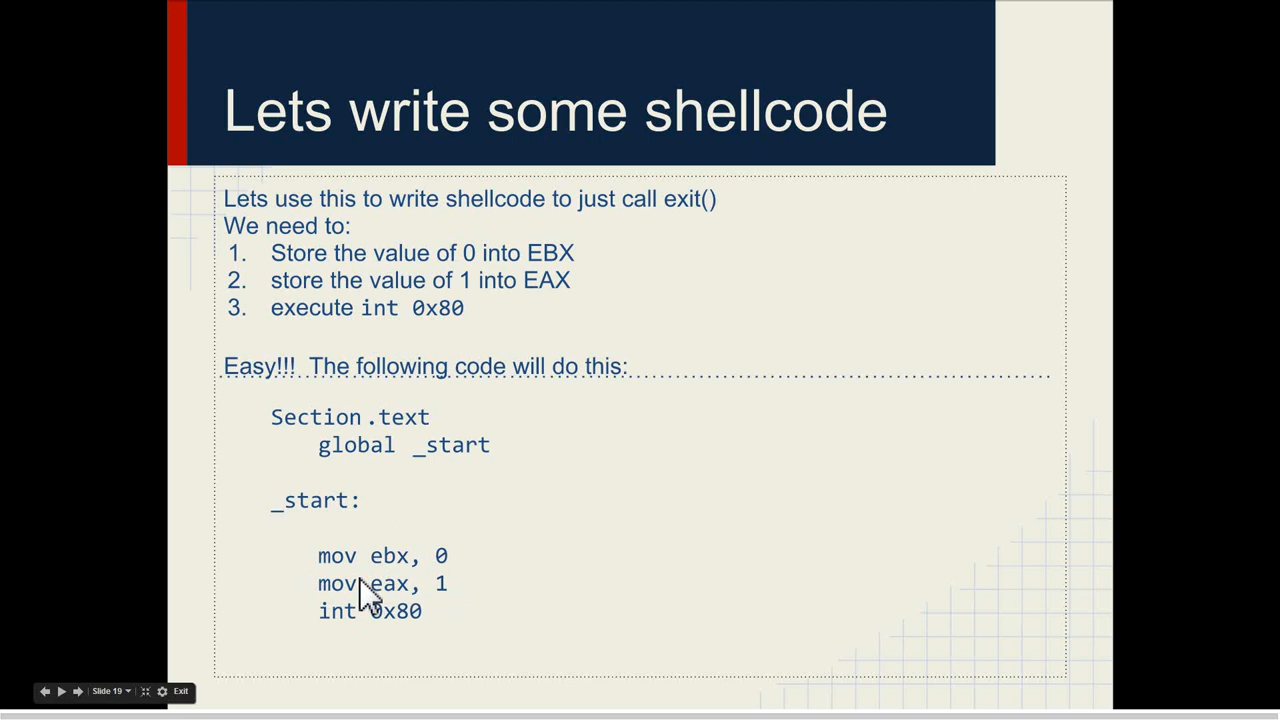 Lets write some shellcode
Lets use this to write shellcode to just call exit()
We need to:
1. Store the value of 0 into EBX
2. store the value of 1 into EAX
3. execute int 0x80
Easy!!! The following code will do this:
Section .text
global _start
_start:
mov ebx, 0
mov eax, 1
int 0x80
Slide 19
Exit